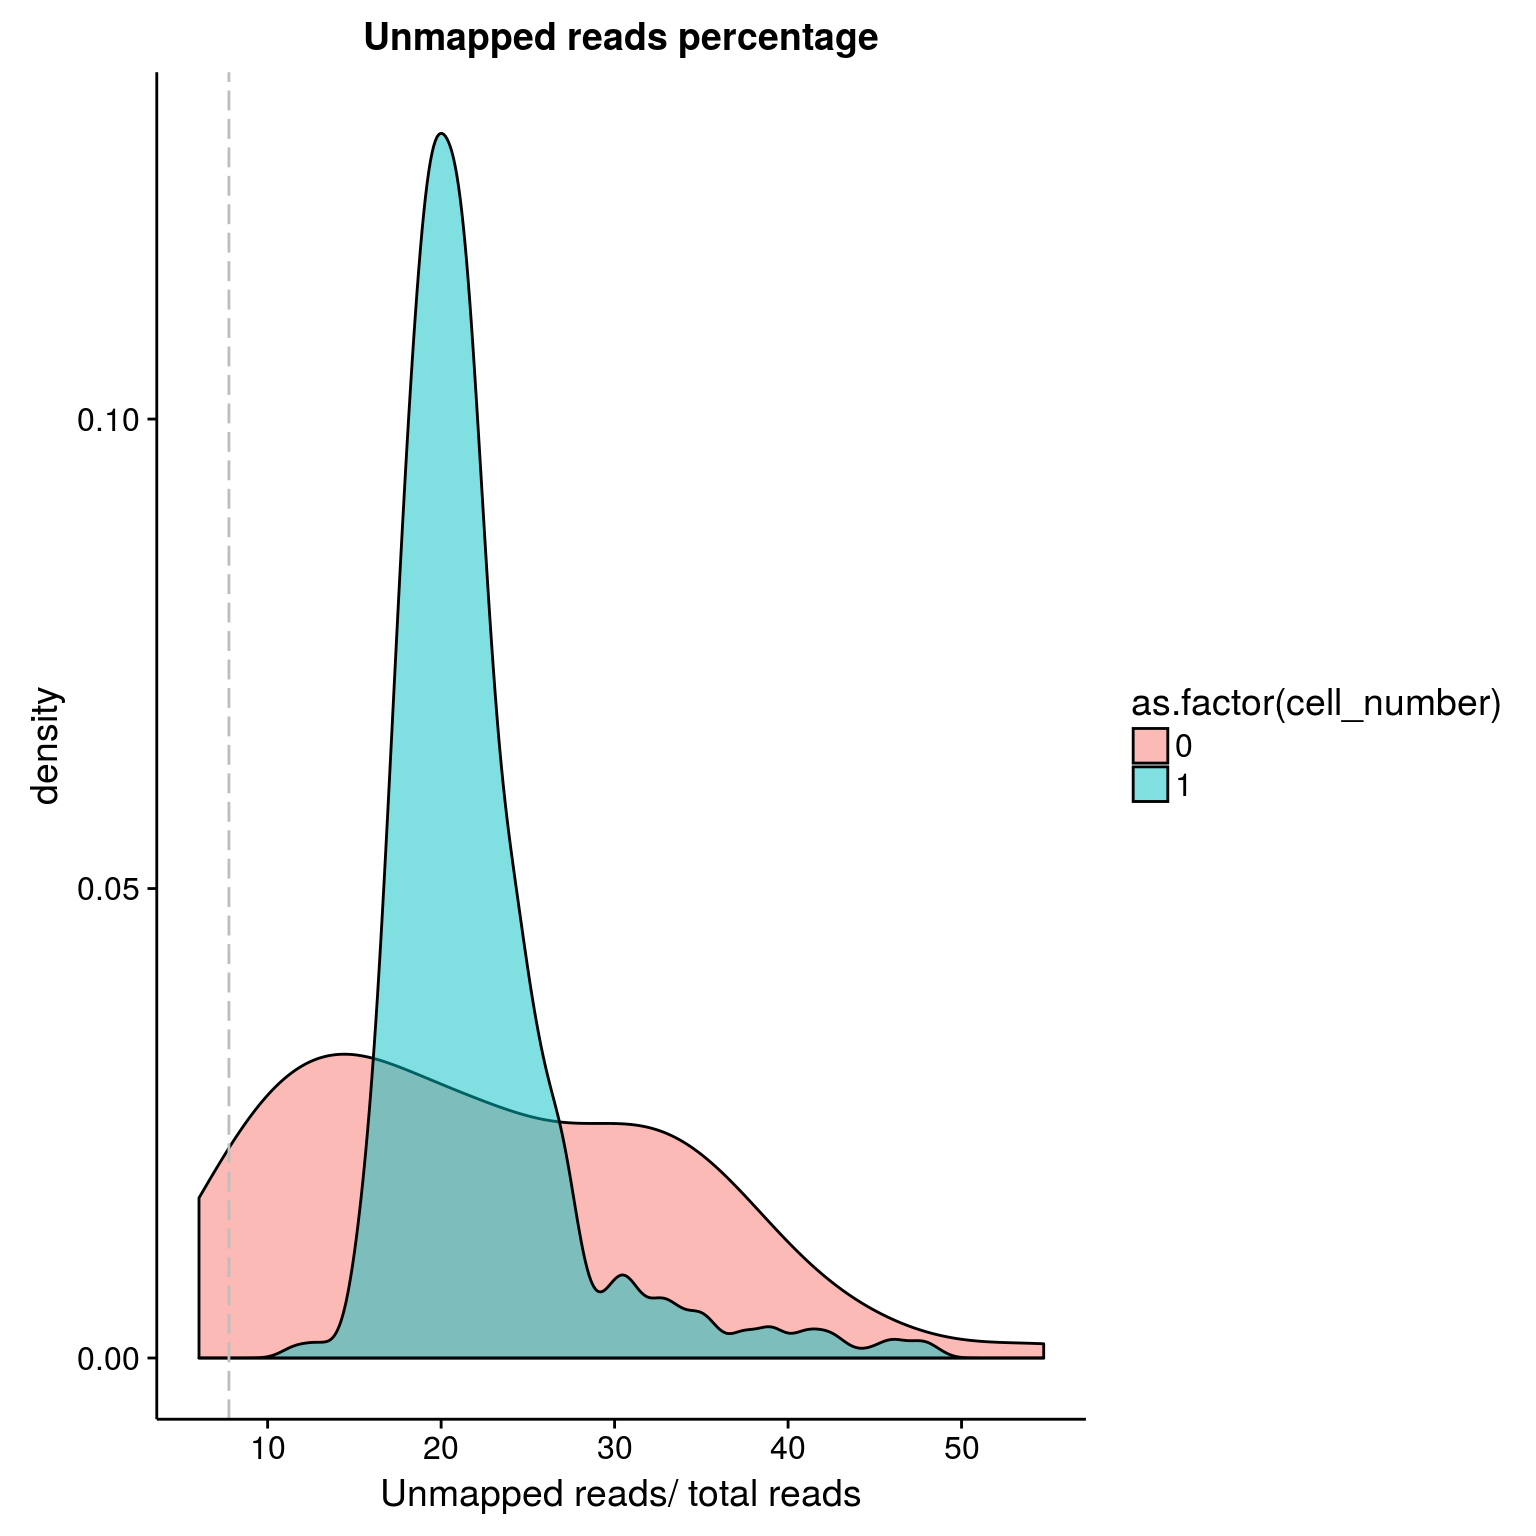 Unmapped reads percentage
0.10
0.05
0.00
density
10 20 30 40 50
Unmapped reads/ total reads
as.factor(cell_number)
0
1